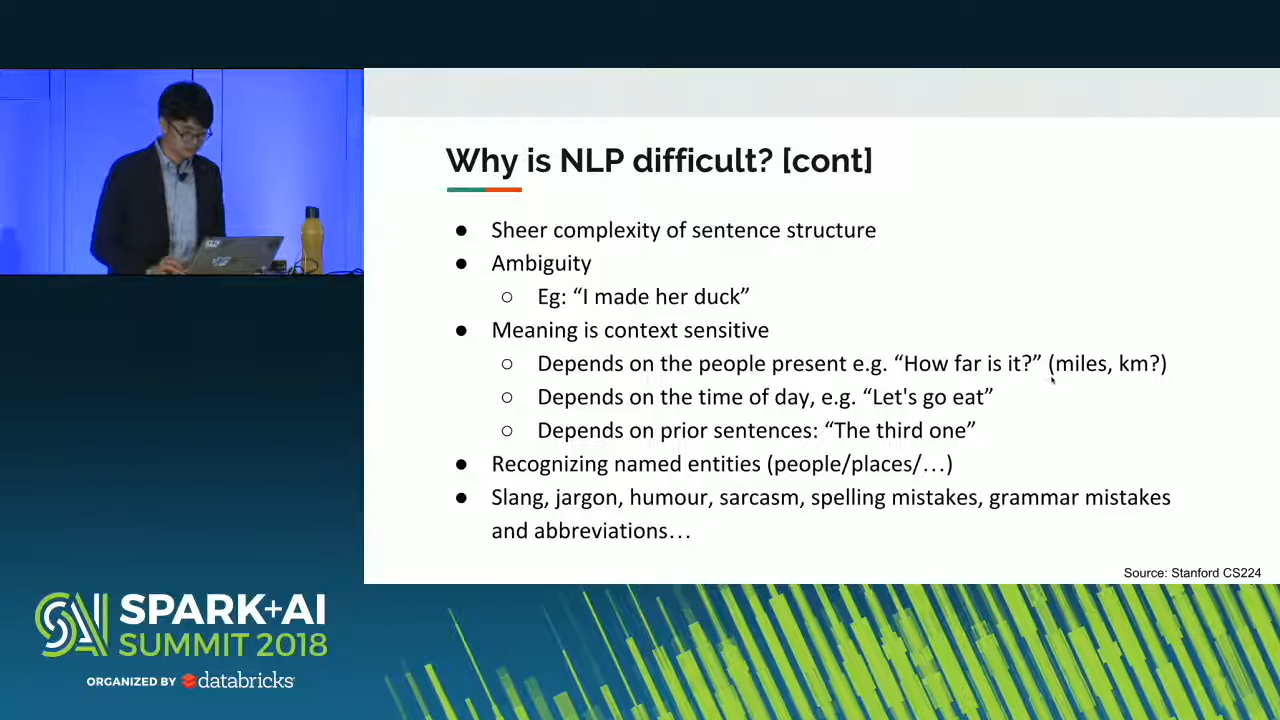 Why is NLP difficult? [cont]
● Sheer complexity of sentence structure
● Ambiguity
○ Eg: “I made her duck”
● Meaning is context sensitive
○ Depends on the people present e.g. “How far is it?” (miles, km?)
○ Depends on the time of day, e.g. “Let's go eat”
○ Depends on prior sentences: “The third one”
● Recognizing named entities (people/places/…)
● Slang, jargon, humour, sarcasm, spelling mistakes, grammar mistakes
and abbreviations…
Source: Stanford CS224
SPARK+AI
SUMMIT 2018
ORGANIZED BY databricks